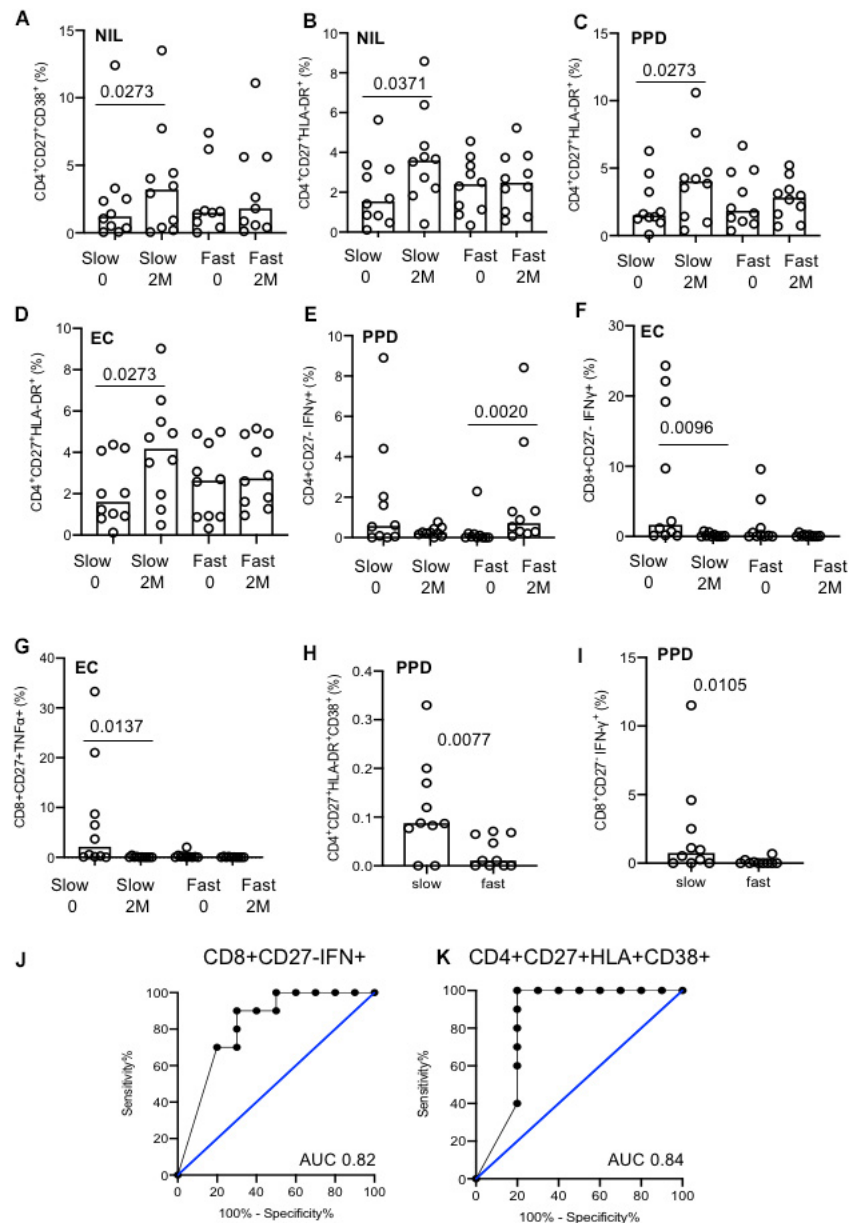 A
NIL
CD4⁺CD27⁺CD38⁺ (%)
15
10
5
0
0.0273
Slow 0
Slow 2M
Fast 0
Fast 2M
B
NIL
CD4⁺CD27⁺HLA-DR⁺ (%)
10
8
6
4
2
0
0.0371
Slow 0
Slow 2M
Fast 0
Fast 2M
C
PPD
CD4⁺CD27⁺HLA-DR⁺ (%)
15
10
5
0
0.0273
Slow 0
Slow 2M
Fast 0
Fast 2M
D
EC
CD4⁺CD27⁺HLA-DR⁺ (%)
10
8
6
4
2
0
0.0273
Slow 0
Slow 2M
Fast 0
Fast 2M
E
PPD
CD4+CD27- IFNγ+ (%)
10
8
6
4
2
0
0.0020
Slow 0
Slow 2M
Fast 0
Fast 2M
F
EC
CD8+CD27- IFNγ+ (%)
30
20
10
0
0.0096
Slow 0
Slow 2M
Fast 0
Fast 2M
G
EC
CD8+CD27+TNFα+ (%)
40
30
20
10
0
0.0137
Slow 0
Slow 2M
Fast 0
Fast 2M
H
PPD
CD4⁺CD27⁺HLA-DR⁺CD38⁺ (%)
0.4
0.3
0.2
0.1
0.0
0.0077
slow
fast
I
PPD
CD8⁺CD27⁻ IFN-γ⁺ (%)
15
10
5
0
0.0105
slow
fast
J
CD8+CD27-IFN+
Sensitivity%
100
80
60
40
20
0
AUC 0.82
0 20 40 60 80 100
100% - Specificity%
K
CD4+CD27+HLA+CD38+
Sensitivity%
100
80
60
40
20
0
AUC 0.84
0 20 40 60 80 100
100% - Specificity%